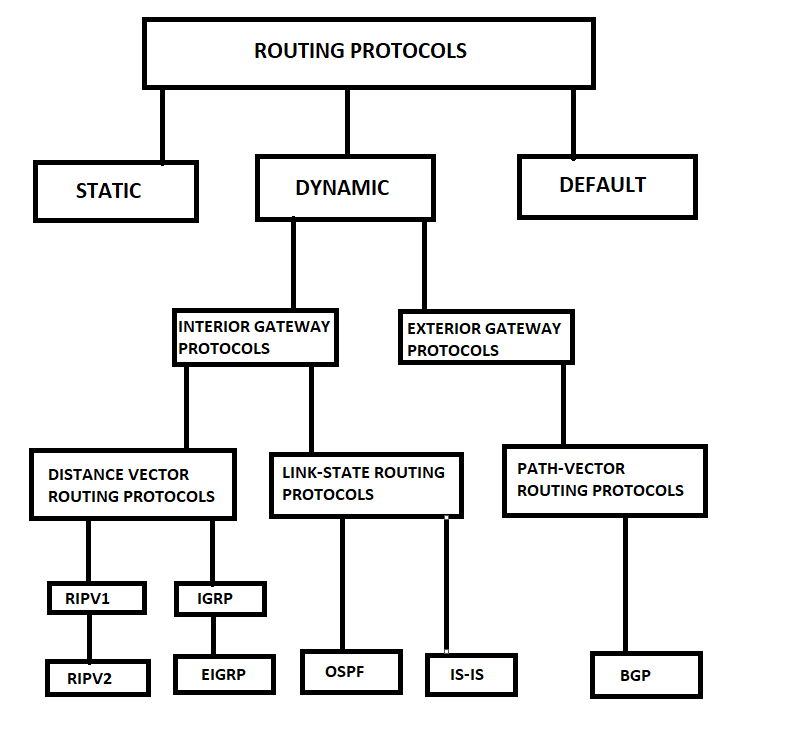 ROUTING PROTOCOLS
STATIC
DYNAMIC
DEFAULT
INTERIOR GATEWAY
PROTOCOLS
EXTERIOR GATEWAY
PROTOCOLS
DISTANCE VECTOR
ROUTING PROTOCOLS
LINK-STATE ROUTING
PROTOCOLS
PATH-VECTOR
ROUTING PROTOCOLS
RIPV1
IGRP
RIPV2
EIGRP
OSPF
IS-IS
BGP